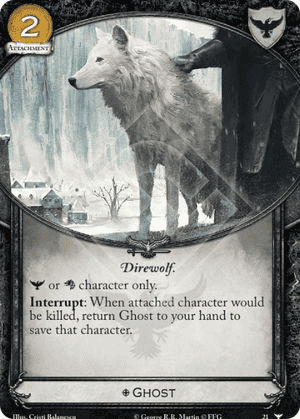 2
ATTACHMENT
Direwolf.
or character only.
Interrupt: When attached character would
be killed, return Ghost to your hand to
save that character.
GHOST
Illus. Cristi Balanescu
© George R.R. Martin © FFG
21